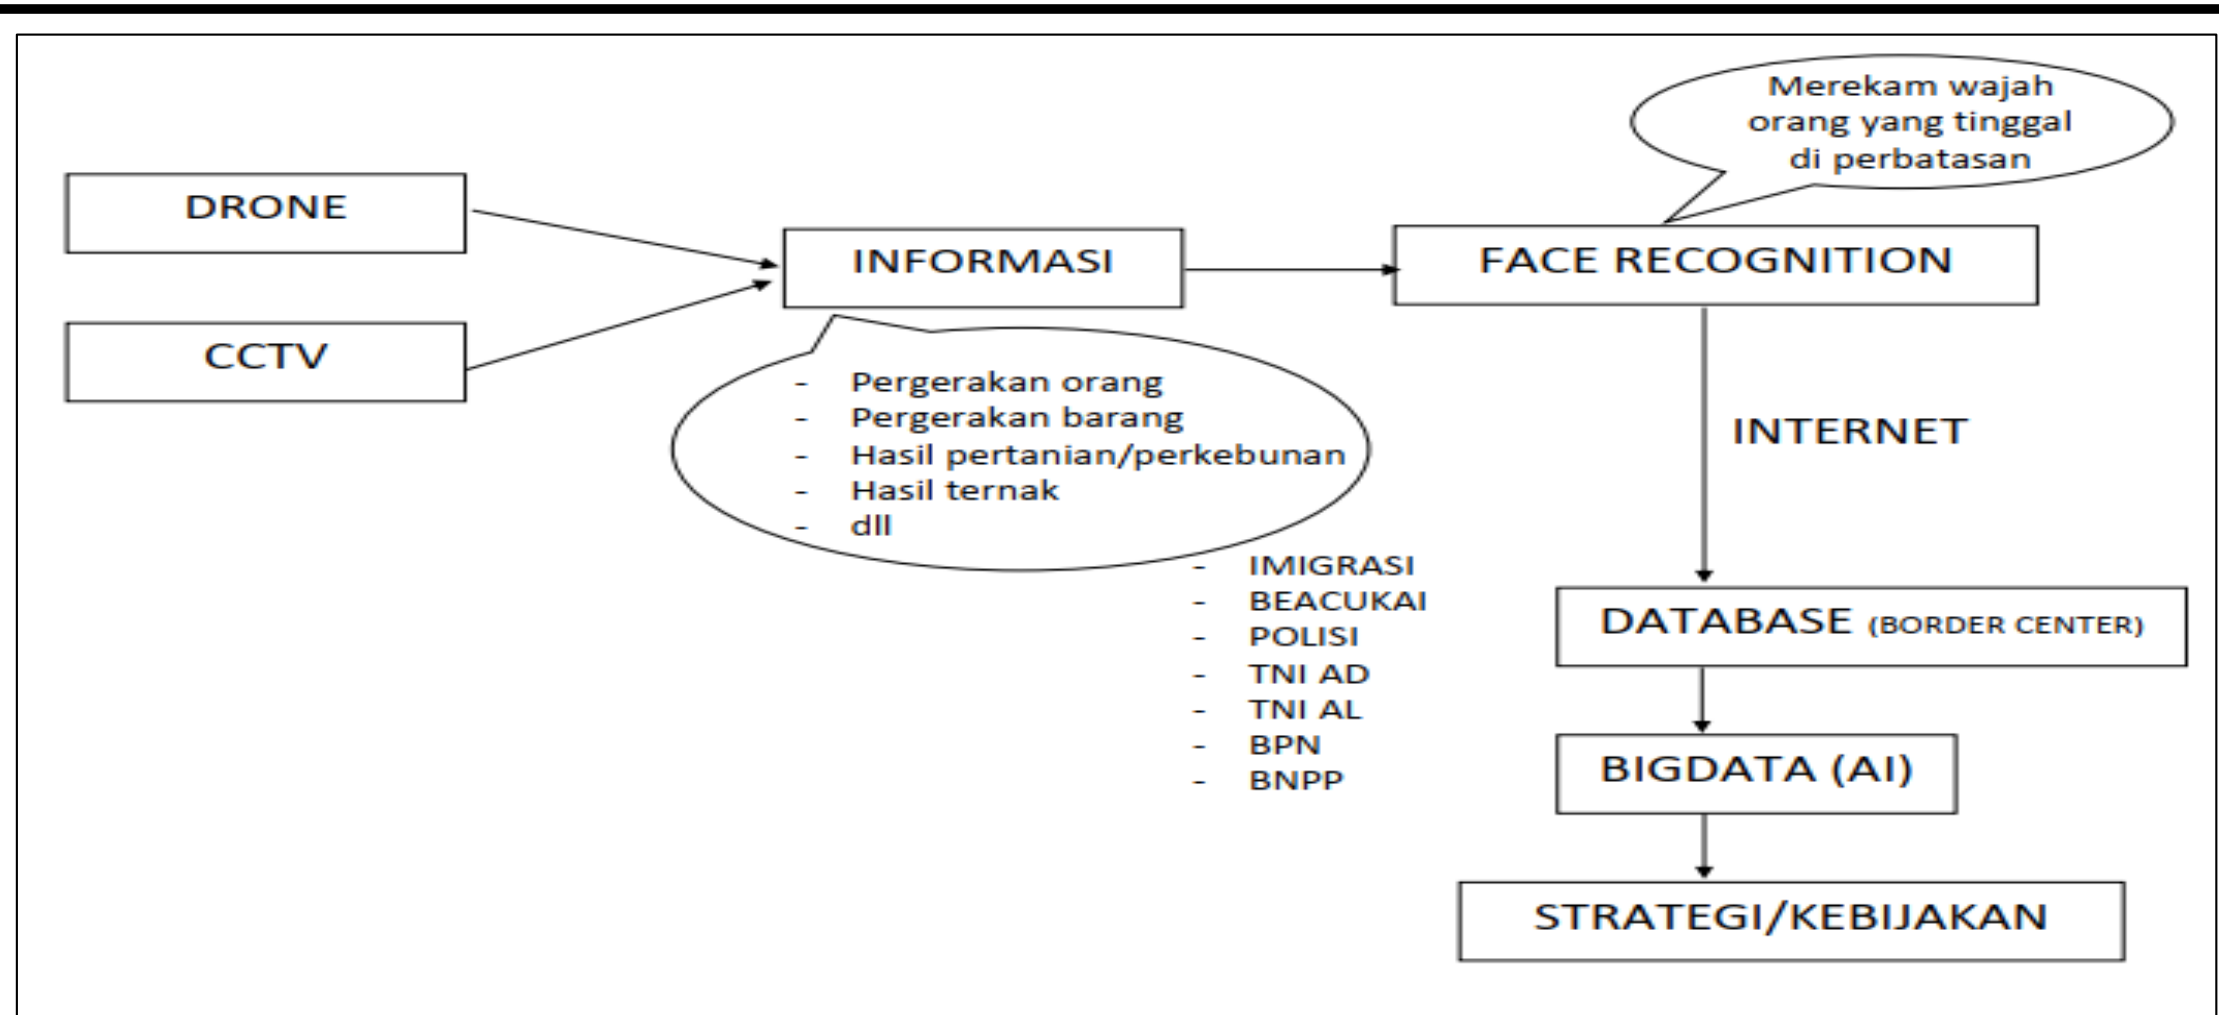 Merekam wajah
orang yang tinggal
di perbatasan
DRONE
INFORMASI
FACE RECOGNITION
CCTV
- Pergerakan orang
- Pergerakan barang
- Hasil pertanian/perkebunan
- Hasil ternak
- dll
INTERNET
- IMIGRASI
- BEACUKAI
- POLISI
- TNI AD
- TNI AL
- BPN
- BNPP
DATABASE (BORDER CENTER)
BIGDATA (AI)
STRATEGI/KEBIJAKAN